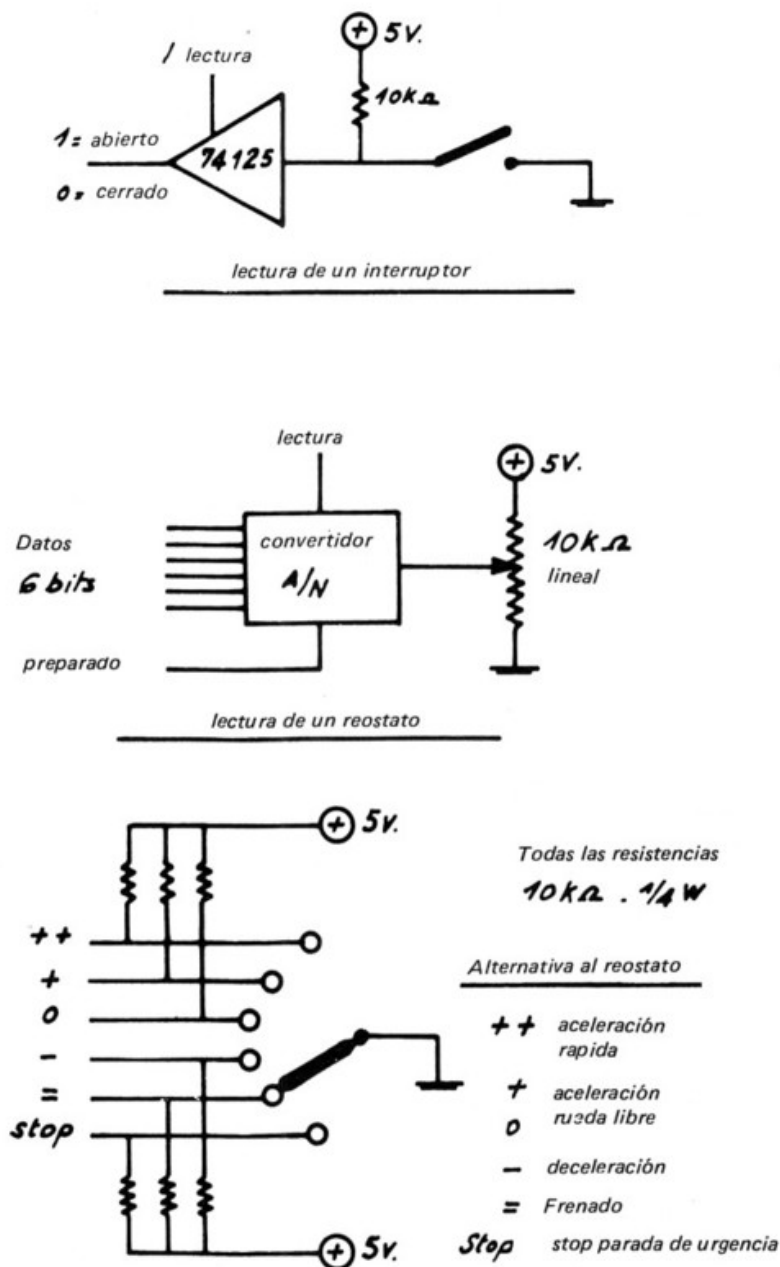 + 5V.
/ lectura
10kΩ
1= abierto
74125
0= cerrado
lectura de un interruptor
lectura
+ 5V.
Datos
convertidor
10kΩ
6 bits
A/N
lineal
preparado
lectura de un reostato
+ 5V.
Todas las resistencias
10kΩ . 1/4 W
++
Alternativa al reostato
+
0
-
=
stop
++ aceleración
rapida
+ aceleración
0 rueda libre
- deceleración
= Frenado
Stop stop parada de urgencia
+ 5V.